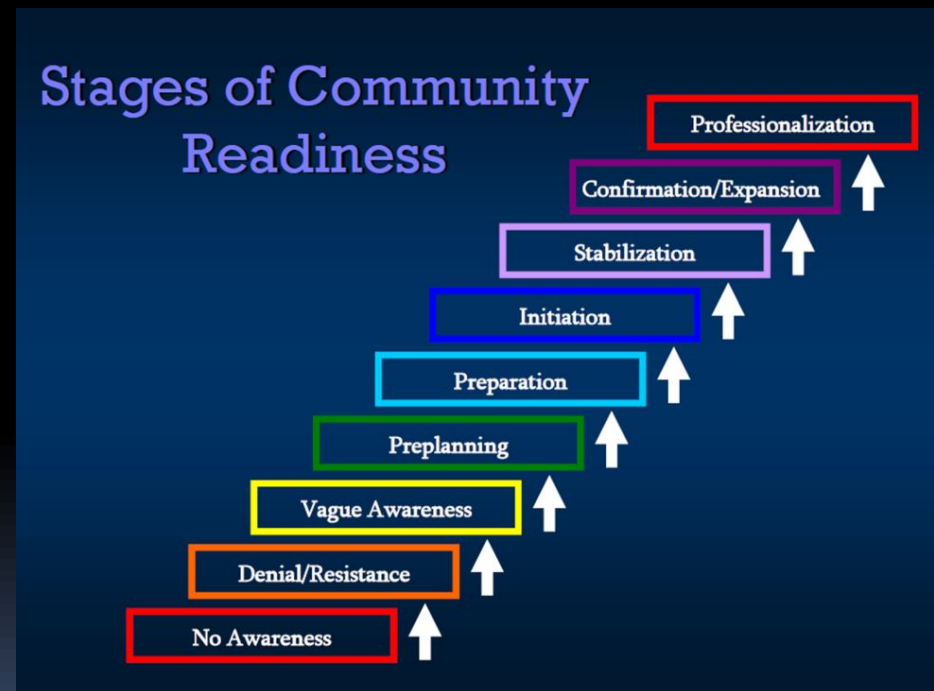 Stages of Community
Readiness
Professionalization
Confirmation/Expansion
Stabilization
Initiation
Preparation
Preplanning
Vague Awareness
Denial/Resistance
No Awareness